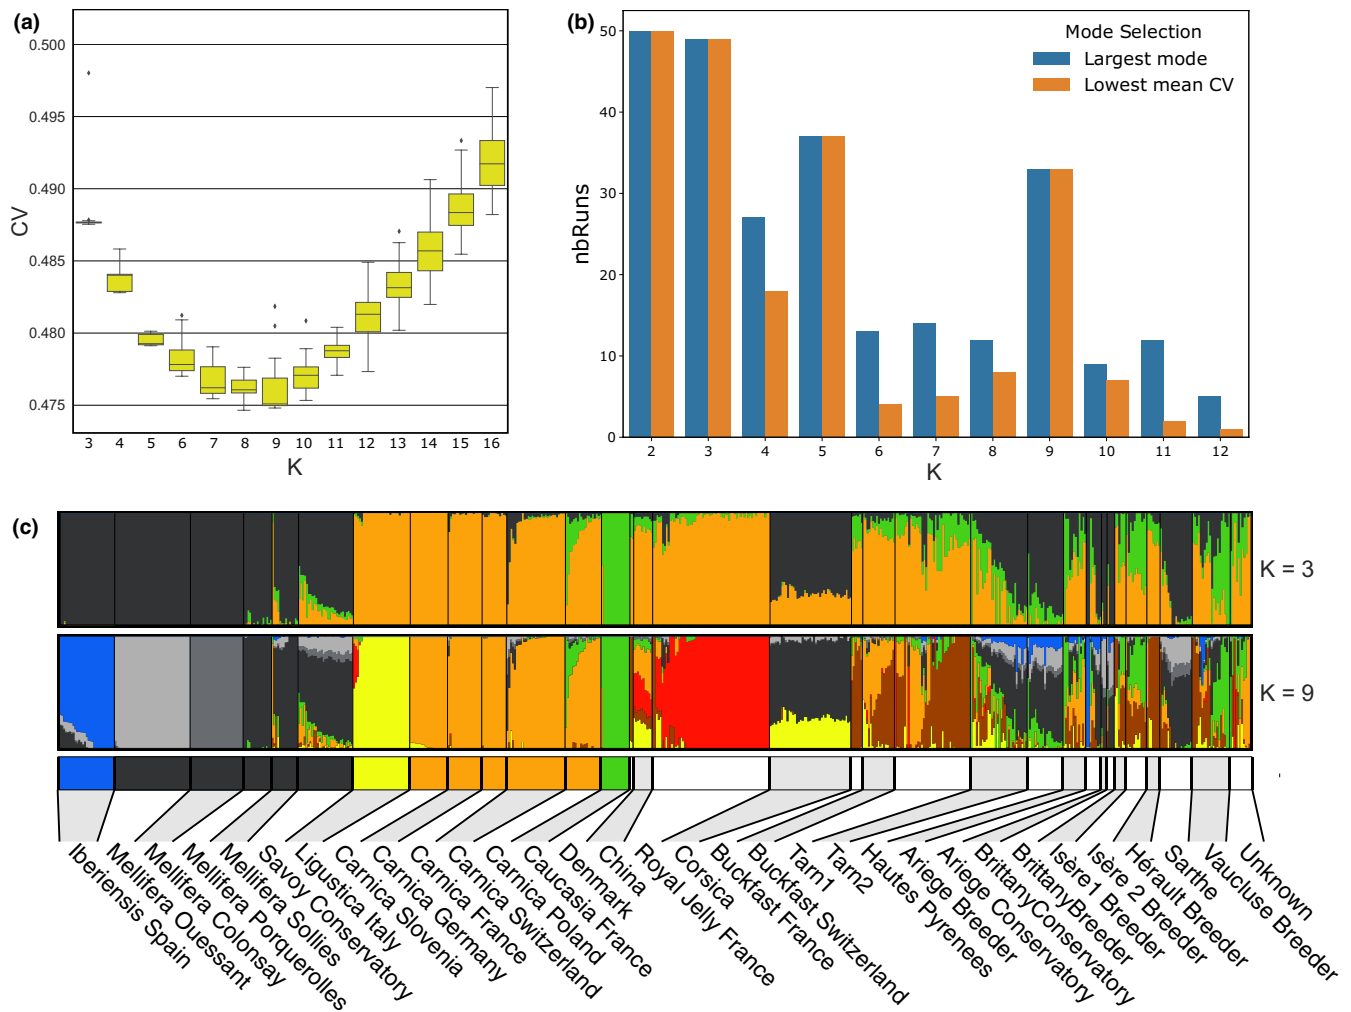 (a)
0.500
0.495
0.490
0.485
0.480
0.475
CV
3 4 5 6 7 8 9 10 11 12 13 14 15 16
K
(b)
50
40
30
20
10
0
nbRuns
Mode Selection
Largest mode
Lowest mean CV
2 3 4 5 6 7 8 9 10 11 12
K
(c)
K = 3
K = 9
Iberiensis Spain
Mellifera Ouessant
Mellifera Colonsay
Mellifera Porquerolles
Mellifera Sollies
Savoy Conservatory
Ligustica Italy
Carnica Slovenia
Carnica Germany
Carnica France
Carnica Switzerland
Carnica Poland
Caucasia France
Denmark
China
Royal Jelly France
Corsica
Buckfast France
Buckfast Switzerland
Tarn1
Tarn2
Hautes Pyrenees
Ariege Breeder
Ariege Conservatory
BrittanyConservatory
BrittanyBreeder
Isère1 Breeder
Isère 2 Breeder
Hérault Breeder
Sarthe
Vaucluse Breeder
Unknown